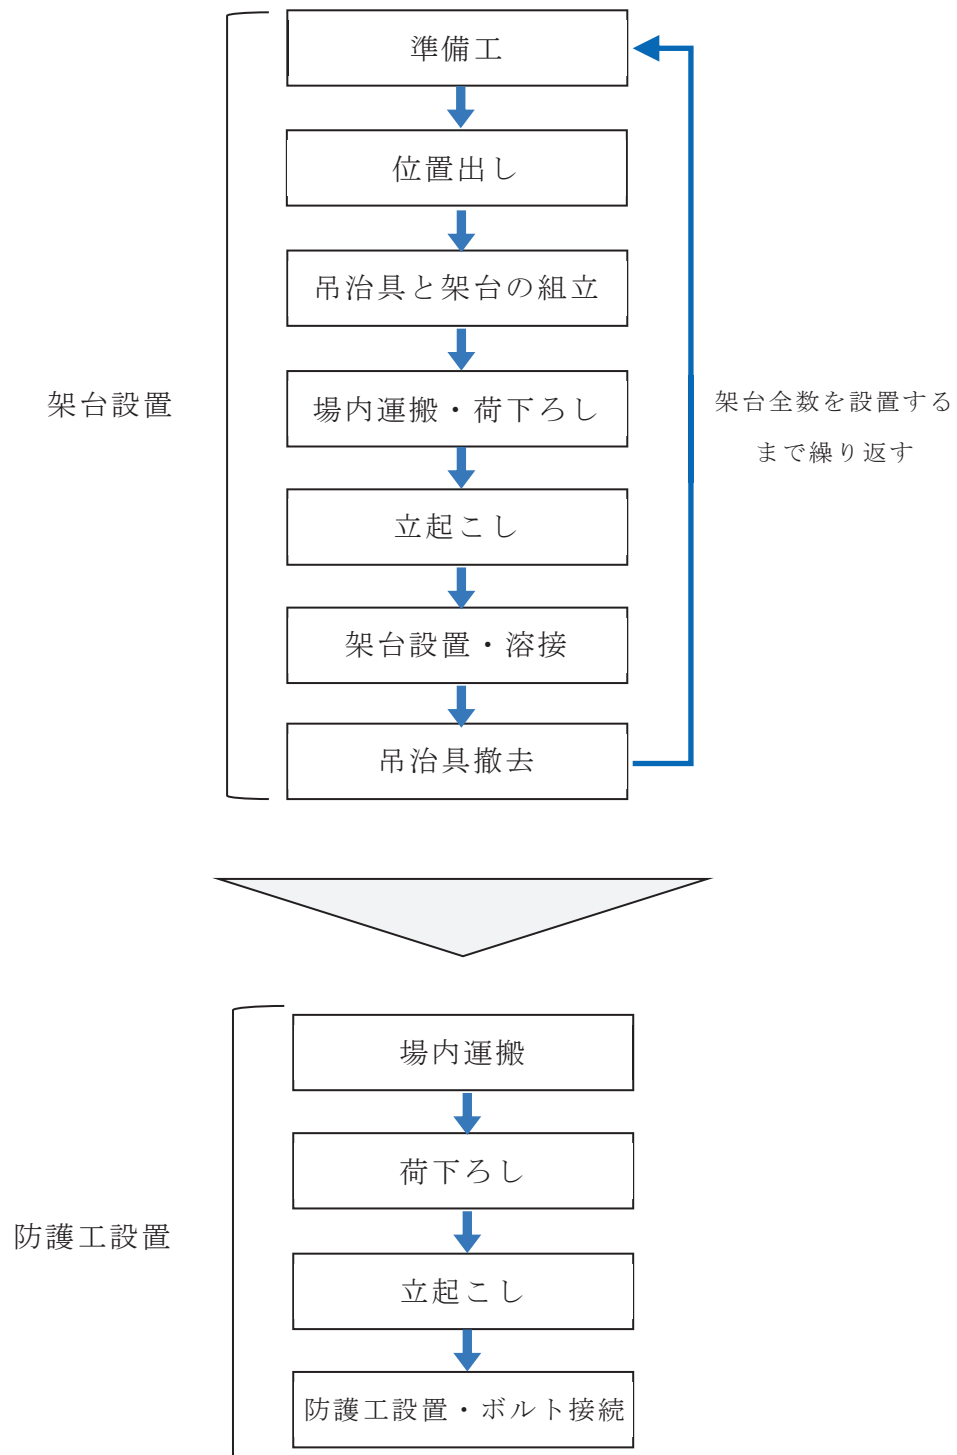 準備工
位置出し
吊治具と架台の組立
架台設置
場内運搬・荷下ろし
架台全数を設置する
まで繰り返す
立起こし
架台設置・溶接
吊治具撤去
場内運搬
荷下ろし
防護工設置
立起こし
防護工設置・ボルト接続